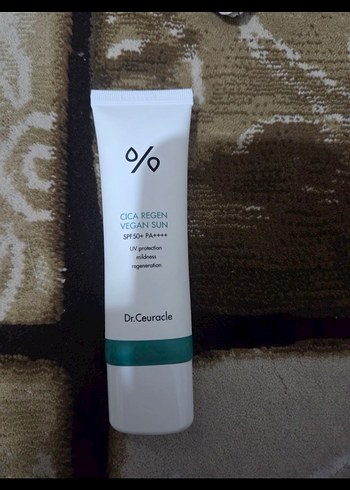 CICA REGEN
VEGAN SUN
SPF50+ PA++++
UV protection
mildness
regeneration
Dr.Ceuracle